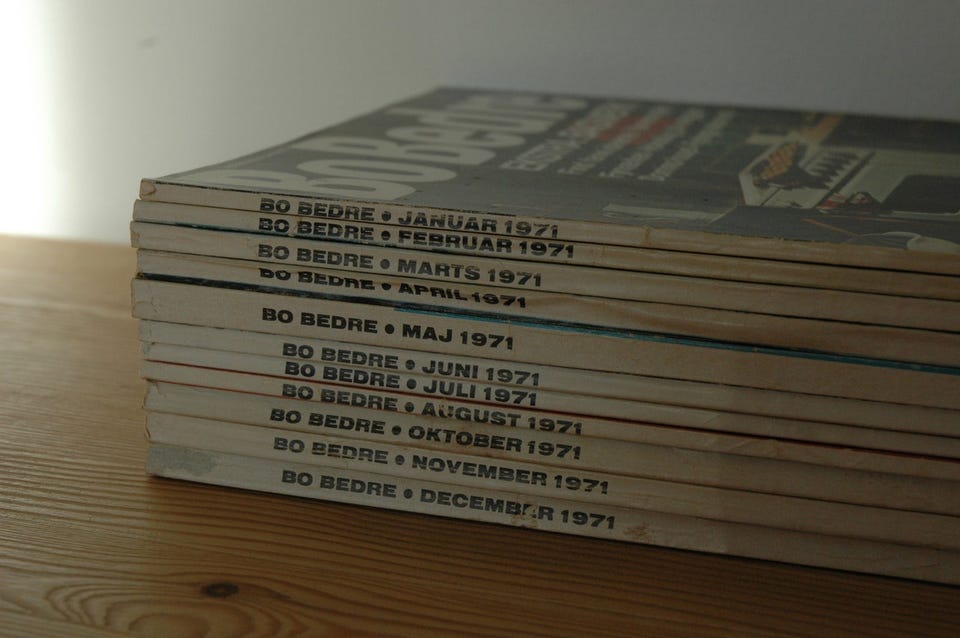 BoBedre
BO BEDRE • JANUAR 1971
BO BEDRE • FEBRUAR 1971
BO BEDRE • MARTS 1971
BO BEDRE • APRIL 1971
BO BEDRE • MAJ 1971
BO BEDRE • JUNI 1971
BO BEDRE • JULI 1971
BO BEDRE • AUGUST 1971
BO BEDRE • OKTOBER 1971
BO BEDRE • NOVEMBER 1971
BO BEDRE • DECEMBER 1971